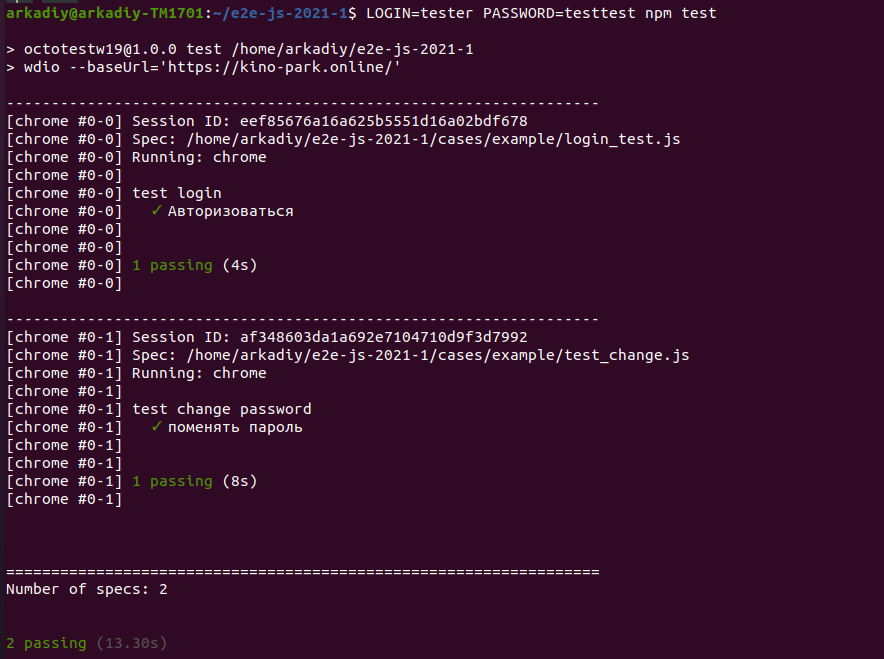 arkadiy@arkadiy-TM1701:~/e2e-js-2021-1$ LOGIN=tester PASSWORD=testtest npm test
> octotestw19@1.0.0 test /home/arkadiy/e2e-js-2021-1
> wdio --baseUrl='https://kino-park.online/'
------------------------------------------------------------------
[chrome #0-0] Session ID: eef85676a16a625b5551d16a02bdf678
[chrome #0-0] Spec: /home/arkadiy/e2e-js-2021-1/cases/example/login_test.js
[chrome #0-0] Running: chrome
[chrome #0-0]
[chrome #0-0] test login
[chrome #0-0]    ✓ Авторизоваться
[chrome #0-0]
[chrome #0-0]
[chrome #0-0] 1 passing (4s)
[chrome #0-0]
------------------------------------------------------------------
[chrome #0-1] Session ID: af348603da1a692e7104710d9f3d7992
[chrome #0-1] Spec: /home/arkadiy/e2e-js-2021-1/cases/example/test_change.js
[chrome #0-1] Running: chrome
[chrome #0-1]
[chrome #0-1] test change password
[chrome #0-1]    ✓ поменять пароль
[chrome #0-1]
[chrome #0-1]
[chrome #0-1] 1 passing (8s)
[chrome #0-1]
==================================================================
Number of specs: 2
2 passing (13.30s)